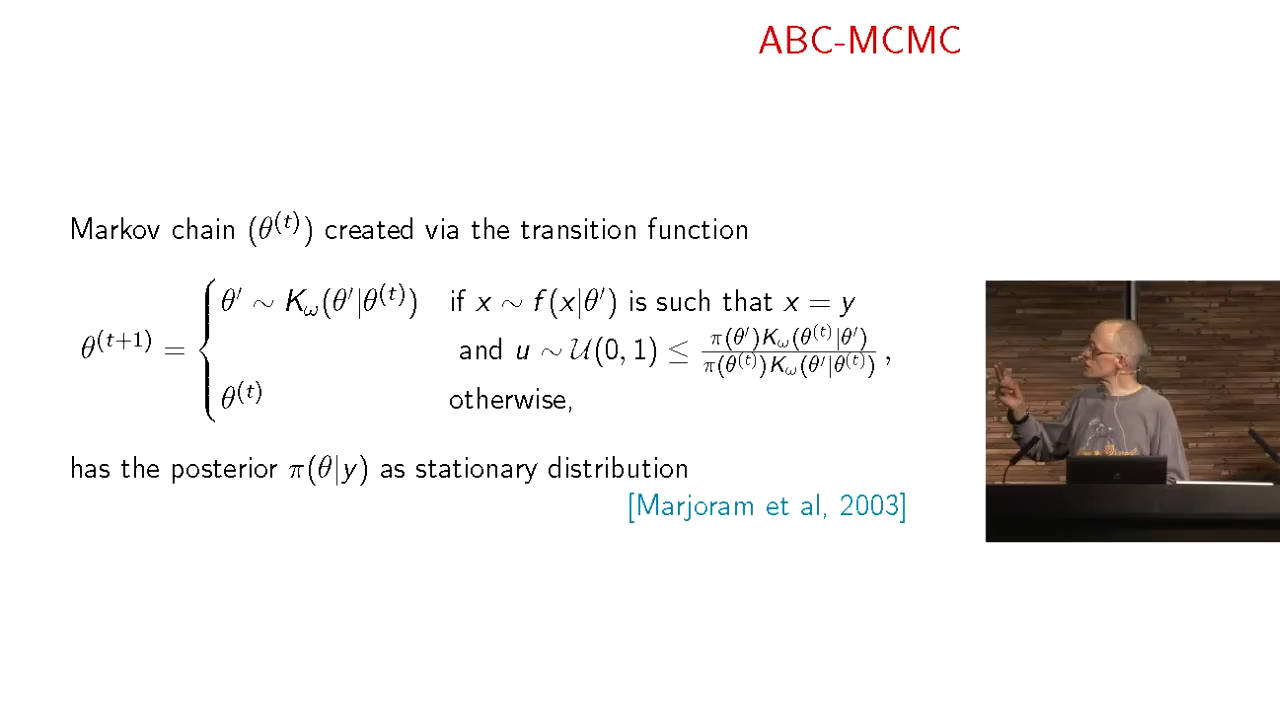 ABC-MCMC
Markov chain (θ^(t)) created via the transition function
θ^(t+1) = { θ′ ∼ K_ω(θ′|θ^(t)) if x ∼ f(x|θ′) is such that x = y
and u ∼ U(0, 1) ≤ π(θ′)K_ω(θ^(t)|θ′) / π(θ^(t))K_ω(θ′|θ^(t)) ,
θ^(t) otherwise,
has the posterior π(θ|y) as stationary distribution
[Marjoram et al, 2003]